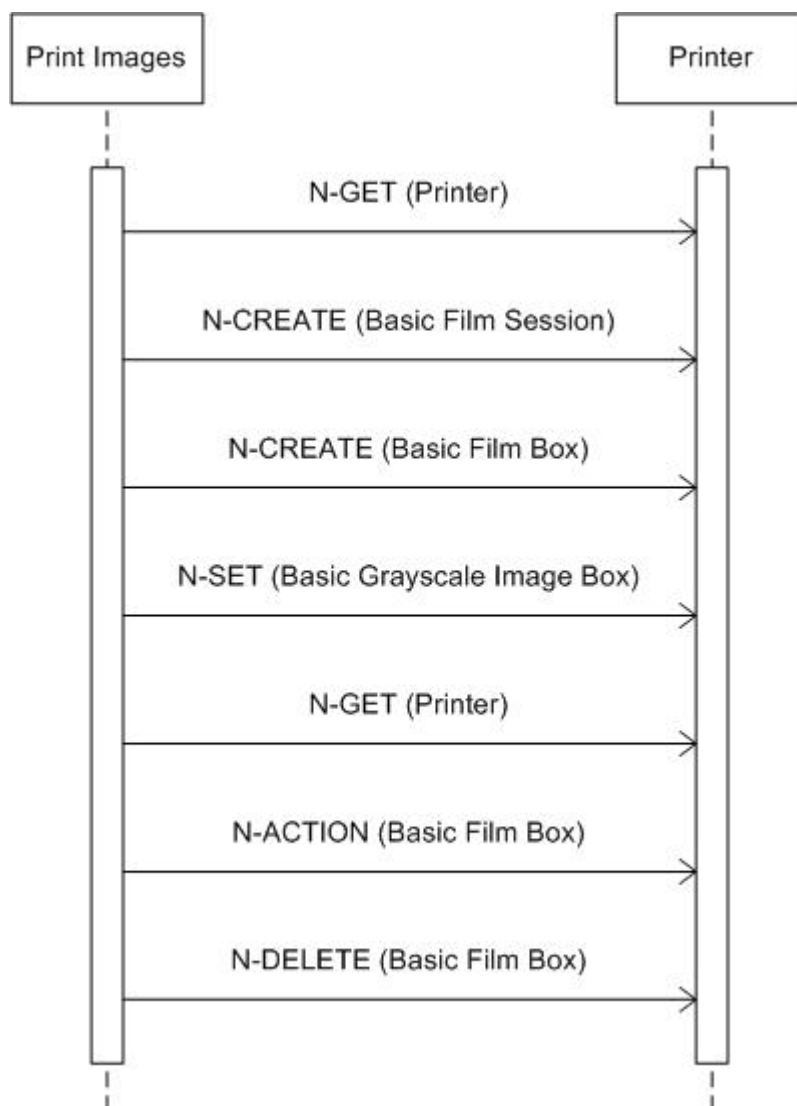 Print Images
Printer
N-GET (Printer)
N-CREATE (Basic Film Session)
N-CREATE (Basic Film Box)
N-SET (Basic Grayscale Image Box)
N-GET (Printer)
N-ACTION (Basic Film Box)
N-DELETE (Basic Film Box)